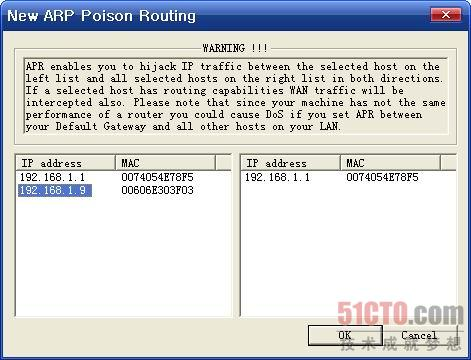 New ARP Poison Routing
WARNING !!!
APR enables you to hijack IP traffic between the selected host on the
left list and all selected hosts on the right list in both directions.
If a selected host has routing capabilities WAN traffic will be
intercepted also. Please note that since your machine has not the same
performance of a router you could cause DoS if you set APR between
your Default Gateway and all other hosts on your LAN.
IP address MAC
192.168.1.1 0074054E78F5
192.168.1.9 00606E303F03
IP address MAC
192.168.1.1 0074054E78F5
51CTO.com
技术成就梦想
OK
Cancel